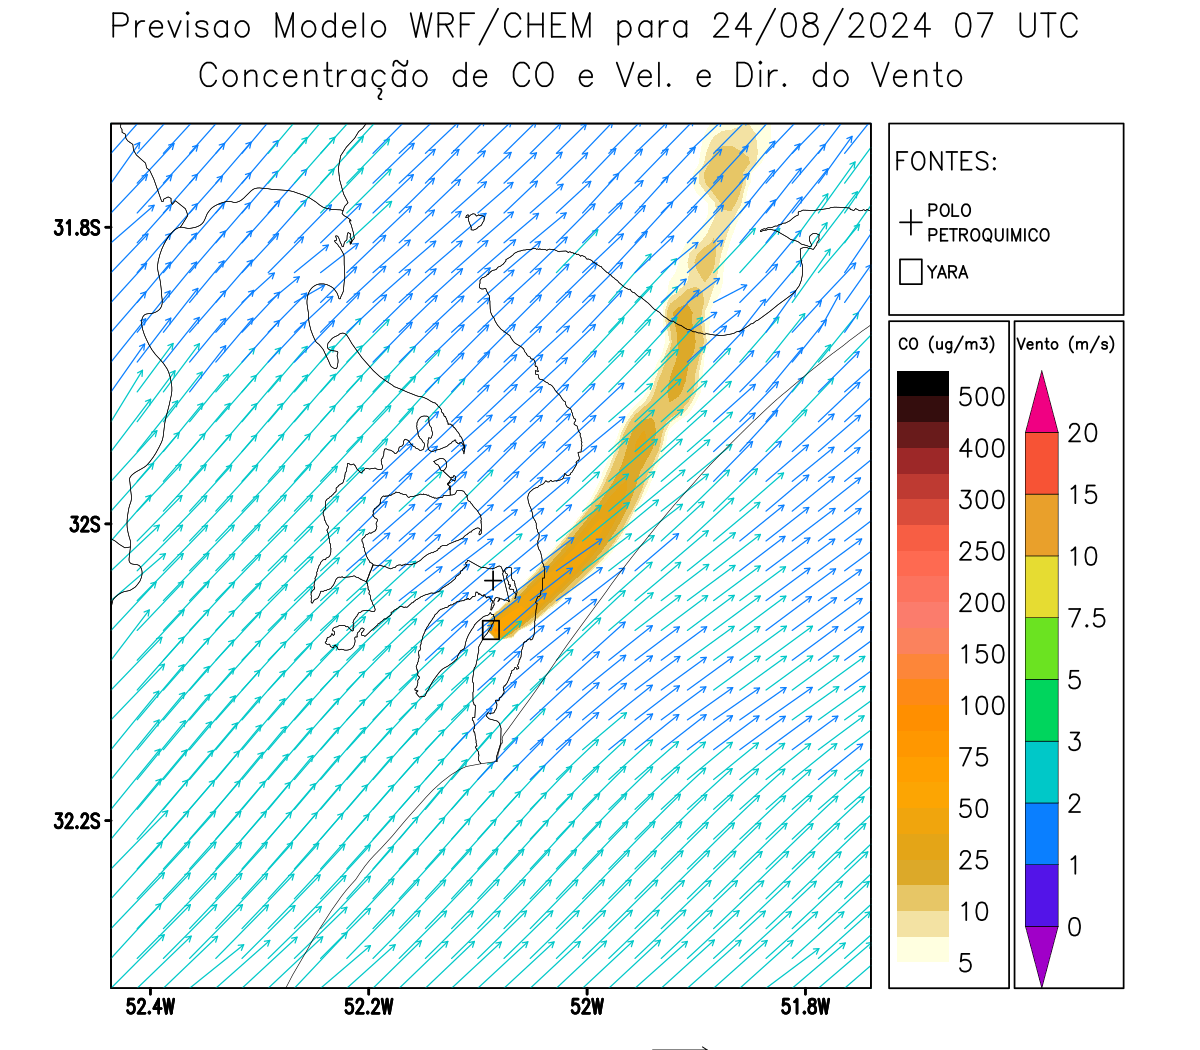 Previsao Modelo WRF/CHEM para 24/08/2024 07 UTC
Concentração de CO e Vel. e Dir. do Vento
FONTES:
POLO
PETROQUIMICO
YARA
31.8S
32S
32.2S
52.4W
52.2W
52W
51.8W
CO (ug/m3)
500
400
300
250
200
150
100
75
50
25
10
5
Vento (m/s)
20
15
10
7.5
5
3
2
1
0